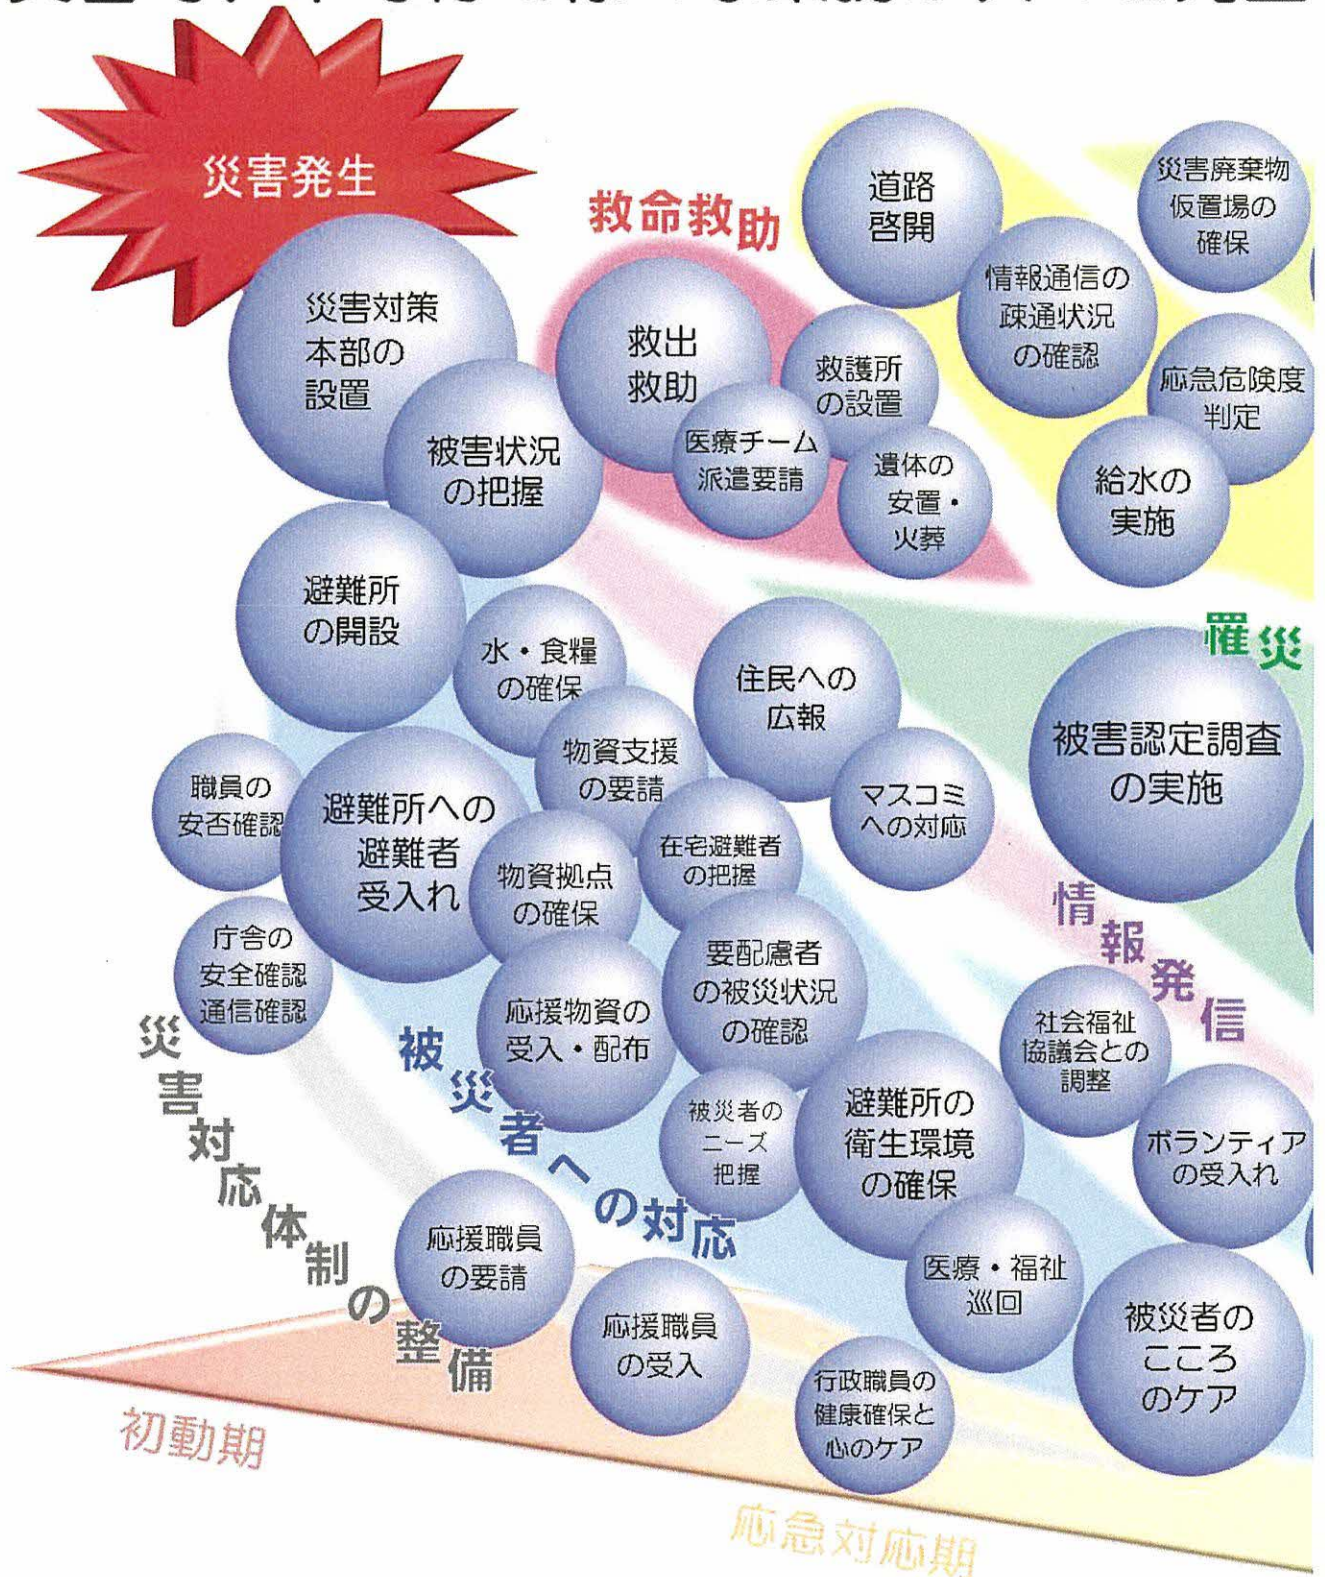 災害発生
災害対策
本部の
設置
被害状況
の把握
救命救助
救出
救助
医療チーム
派遣要請
救護所
の設置
遺体の
安置・
火葬
道路
啓開
情報通信の
疎通状況
の確認
給水の
実施
災害廃棄物
仮置場の
確保
応急危険度
判定
避難所
の開設
水・食糧
の確保
物資支援
の要請
住民への
広報
マスコミ
への対応
罹災
被害認定調査
の実施
職員の
安否確認
避難所への
避難者
受入れ
物資拠点
の確保
在宅避難者
の把握
庁舎の
安全確認
通信確認
応援物資の
受入・配布
要配慮者
の被災状況
の確認
情報発信
社会福祉
協議会との
調整
被災者の
ニーズ
把握
避難所の
衛生環境
の確保
ボランティア
の受入れ
災害対応体制の整備
被災者への対応
応援職員
の要請
応援職員
の受入
医療・福祉
巡回
被災者の
こころ
のケア
行政職員の
健康確保と
心のケア
初動期
応急対応期